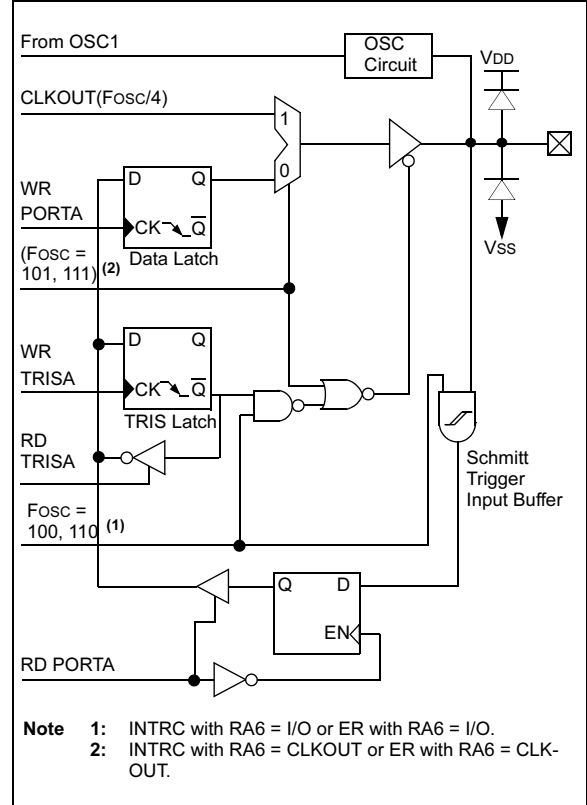 From OSC1
OSC
Circuit
VDD
CLKOUT(FOSC/4)
1
0
WR
PORTA
D Q
CK Q̅
Data Latch
VSS
(FOSC =
101, 111) (2)
WR
TRISA
D Q
CK Q̅
TRIS Latch
RD
TRISA
Schmitt
Trigger
Input Buffer
FOSC =
100, 110 (1)
Q D
EN
RD PORTA
Note 1: INTRC with RA6 = I/O or ER with RA6 = I/O.
2: INTRC with RA6 = CLKOUT or ER with RA6 = CLK-
OUT.